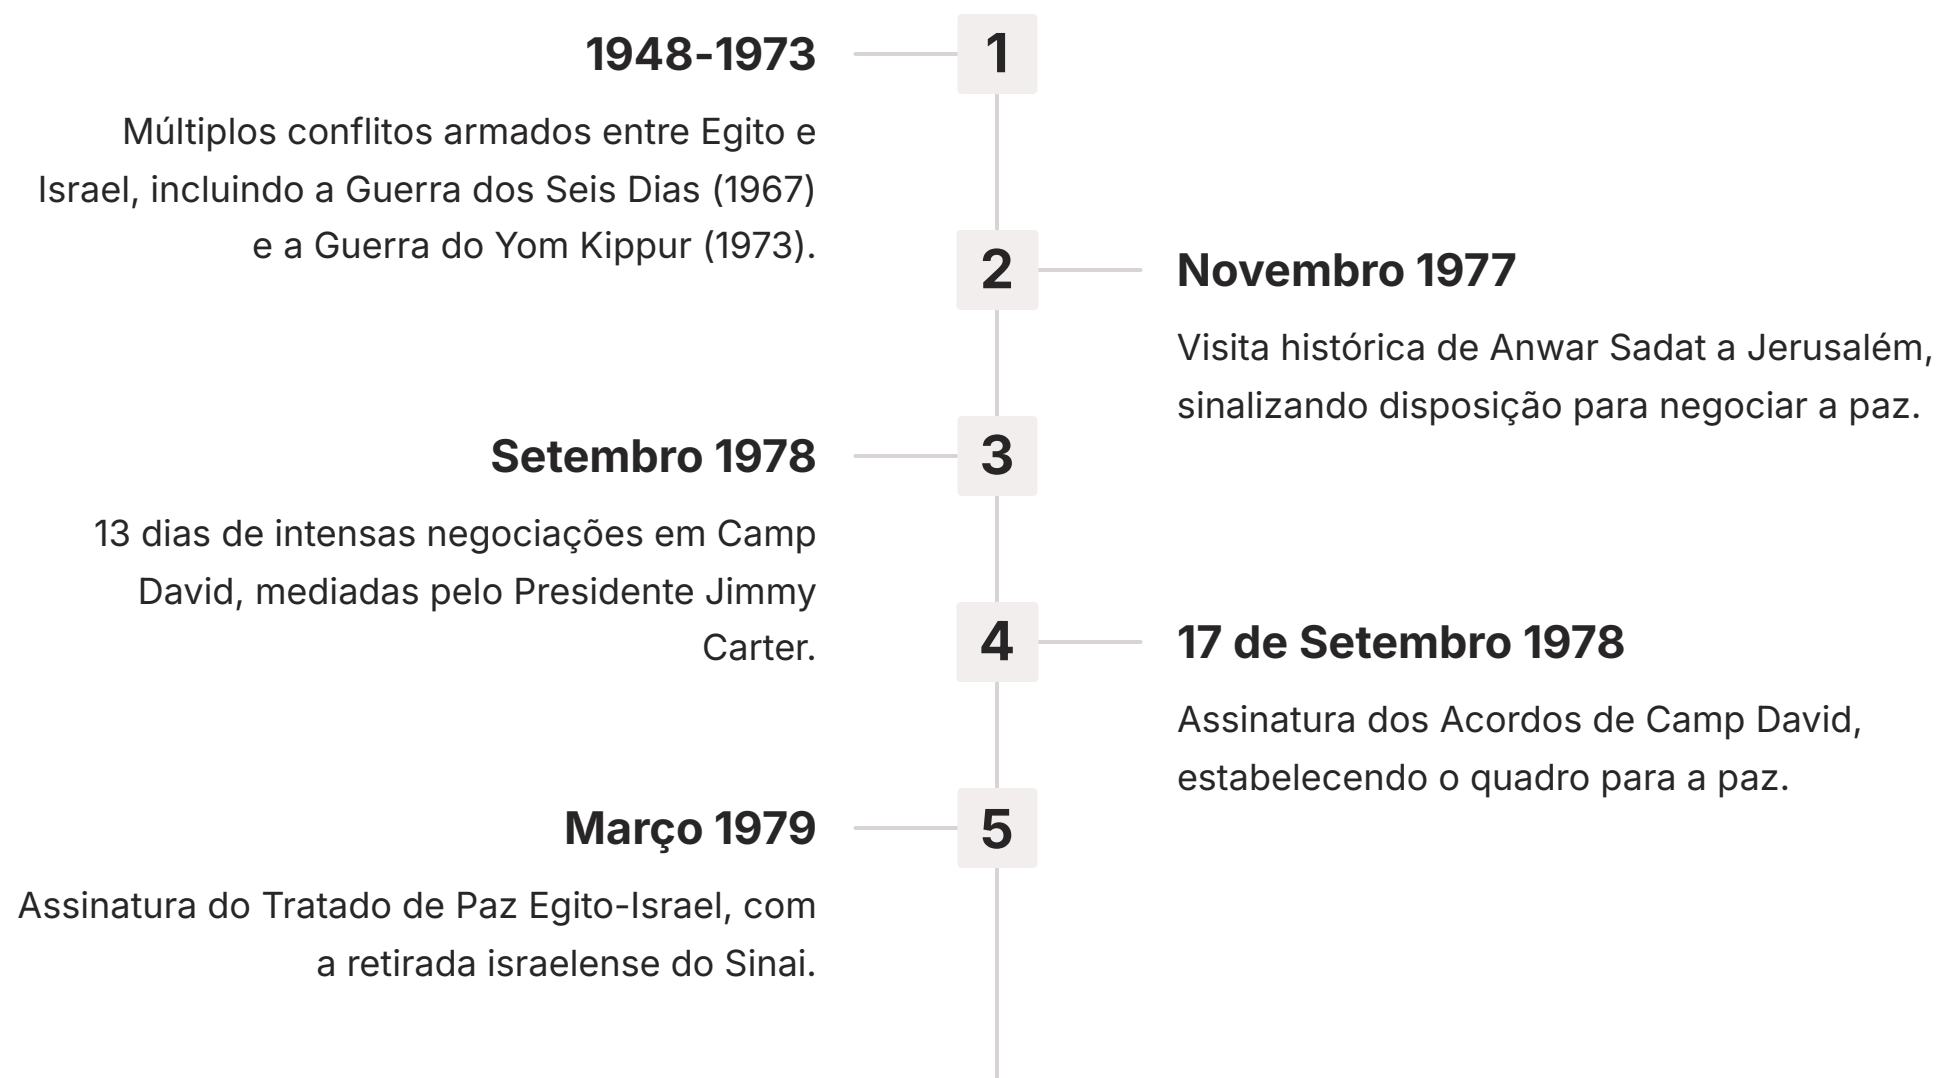 1
1948-1973
Múltiplos conflitos armados entre Egito e
Israel, incluindo a Guerra dos Seis Dias (1967)
e a Guerra do Yom Kippur (1973).
2
Novembro 1977
Visita histórica de Anwar Sadat a Jerusalém,
sinalizando disposição para negociar a paz.
3
Setembro 1978
13 dias de intensas negociações em Camp
David, mediadas pelo Presidente Jimmy
Carter.
4
17 de Setembro 1978
Assinatura dos Acordos de Camp David,
estabelecendo o quadro para a paz.
5
Março 1979
Assinatura do Tratado de Paz Egito-Israel, com
a retirada israelense do Sinai.